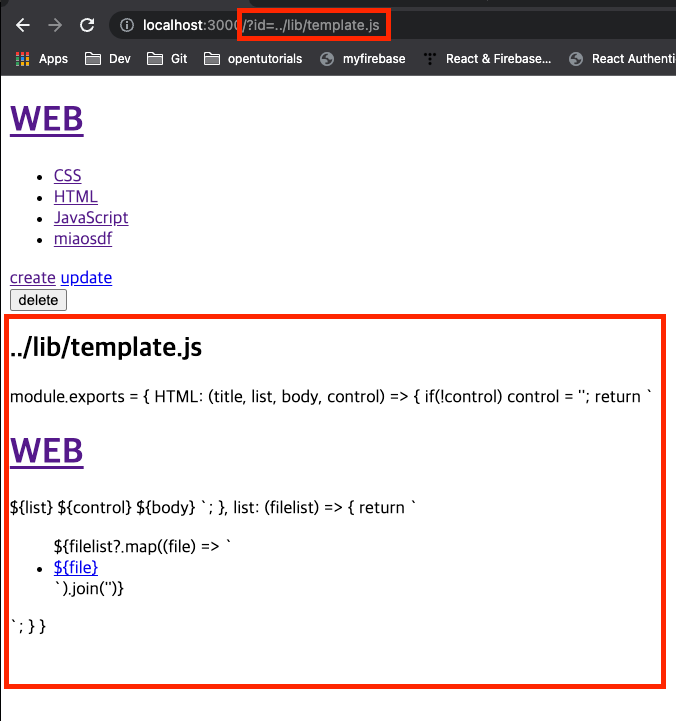 localhost:3000/?id=../lib/template.js
Apps Dev Git opentutorials myfirebase React & Firebase... React Authenti
WEB
CSS
HTML
JavaScript
miaosdf
create update
delete
../lib/template.js
module.exports = { HTML: (title, list, body, control) => { if(!control) control = ''; return `
WEB
${list} ${control} ${body} `; }, list: (filelist) => { return `
${filelist?.map((file) => `
${file}
`).join('')}
`; } }